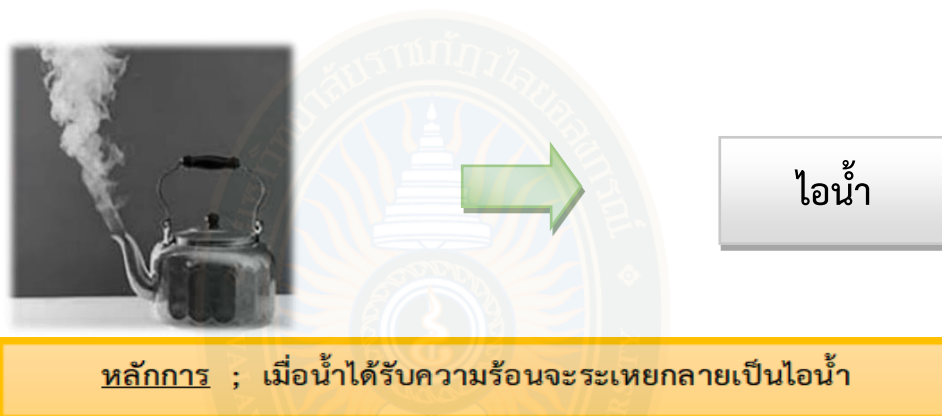 ไอน้ำ
หลักการ ; เมื่อน้ำได้รับความร้อนจะระเหยกลายเป็นไอน้ำ